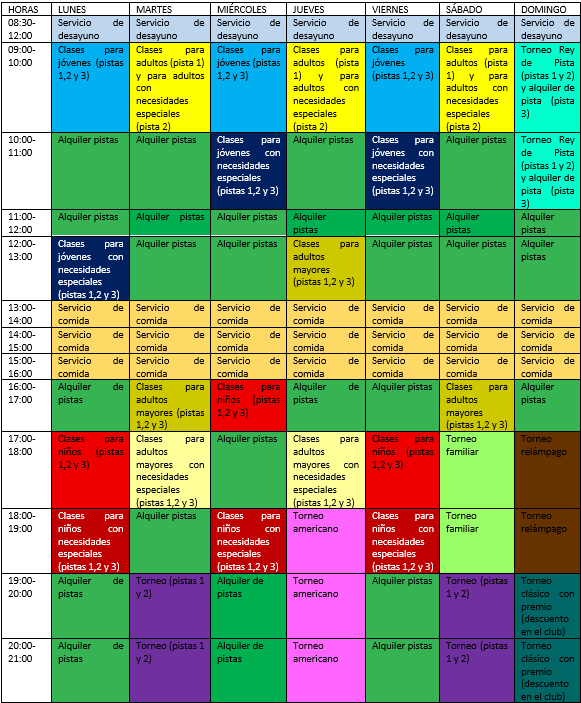 HORAS LUNES MARTES MIÉRCOLES JUEVES VIERNES SÁBADO DOMINGO
08:30-
12:00
Servicio de
desayuno
Servicio de
desayuno
Servicio de
desayuno
Servicio de
desayuno
Servicio de
desayuno
Servicio de
desayuno
Servicio de
desayuno
09:00-
10:00
Clases para
jóvenes (pistas
1,2 y 3)
Clases para
adultos (pista 1)
y para adultos
con
necesidades
especiales
(pista 2)
Clases para
jóvenes (pistas
1,2 y 3)
Clases para
adultos (pista
1) y para
adultos con
necesidades
especiales
(pista 2)
Clases para
jóvenes (pistas
1,2 y 3)
Clases para
adultos (pista
1) y para
adultos con
necesidades
especiales
(pista 2)
Torneo Rey
de Pista
(pistas 1 y 2)
y alquiler de
pista (pista
3)
10:00-
11:00
Alquiler pistas
Alquiler pistas
Clases para
jóvenes con
necesidades
especiales
(pistas 1,2 y 3)
Alquiler pistas
Clases para
jóvenes con
necesidades
especiales
(pistas 1,2 y 3)
Alquiler pistas
Torneo Rey
de Pista
(pistas 1 y 2)
y alquiler de
pista (pista
3)
11:00-
12:00
Alquiler pistas
Alquiler pistas
Alquiler pistas
Alquiler
pistas
Alquiler pistas
Alquiler
pistas
Alquiler
pistas
12:00-
13:00
Clases para
jóvenes con
necesidades
especiales
(pistas 1,2 y 3)
Alquiler pistas
Alquiler pistas
Clases para
adultos
mayores
(pistas 1,2 y 3)
Alquiler pistas
Alquiler pistas
Alquiler
pistas
13:00-
14:00
Servicio de
comida
Servicio de
comida
Servicio de
comida
Servicio de
comida
Servicio de
comida
Servicio de
comida
Servicio de
comida
14:00-
15:00
Servicio de
comida
Servicio de
comida
Servicio de
comida
Servicio de
comida
Servicio de
comida
Servicio de
comida
Servicio de
comida
15:00-
16:00
Servicio de
comida
Servicio de
comida
Servicio de
comida
Servicio de
comida
Servicio de
comida
Servicio de
comida
Servicio de
comida
16:00-
17:00
Alquiler de
pistas
Clases para
adultos
mayores (pistas
1,2 y 3)
Clases para
niños (pistas
1,2 y 3)
Alquiler de
pistas
Alquiler pistas
Clases para
adultos
mayores
(pistas 1,2 y 3)
Alquiler
pistas
17:00-
18:00
Clases para
niños (pistas
1,2 y 3)
Clases para
adultos
mayores con
necesidades
especiales
(pistas 1,2 y 3)
Alquiler pistas
Clases para
adultos
mayores con
necesidades
especiales
(pistas 1,2 y 3)
Clases para
niños (pistas
1,2 y 3)
Torneo
familiar
Torneo
relámpago
18:00-
19:00
Clases para
niños con
necesidades
especiales
(pistas 1,2 y 3)
Alquiler pistas
Clases para
niños con
necesidades
especiales
(pistas 1,2 y 3)
Torneo
americano
Clases para
niños con
necesidades
especiales
(pistas 1,2 y 3)
Torneo
familiar
Torneo
relámpago
19:00-
20:00
Alquiler de
pistas
Torneo (pistas 1
y 2)
Alquiler de
pistas
Torneo
americano
Alquiler pistas
Torneo (pistas
1 y 2)
Torneo
clásico con
premio
(descuento
en el club)
20:00-
21:00
Alquiler de
pistas
Torneo (pistas 1
y 2)
Alquiler de
pistas
Torneo
americano
Alquiler pistas
Torneo (pistas
1 y 2)
Torneo
clásico con
premio
(descuento
en el club)